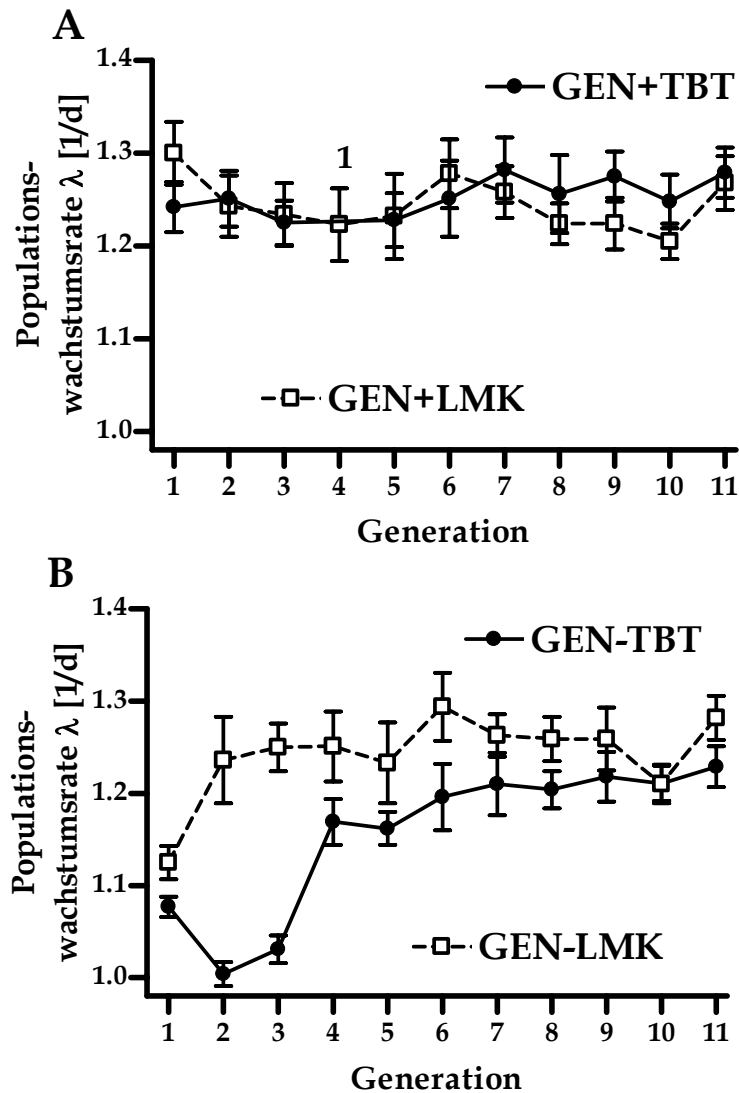 A
1.4
1.3
1.2
1.1
1.0
Populations-
wachstumsrate λ [1/d]
GEN+TBT
1
GEN+LMK
1 2 3 4 5 6 7 8 9 10 11
Generation
B
1.4
1.3
1.2
1.1
1.0
Populations-
wachstumsrate λ [1/d]
GEN-TBT
GEN-LMK
1 2 3 4 5 6 7 8 9 10 11
Generation